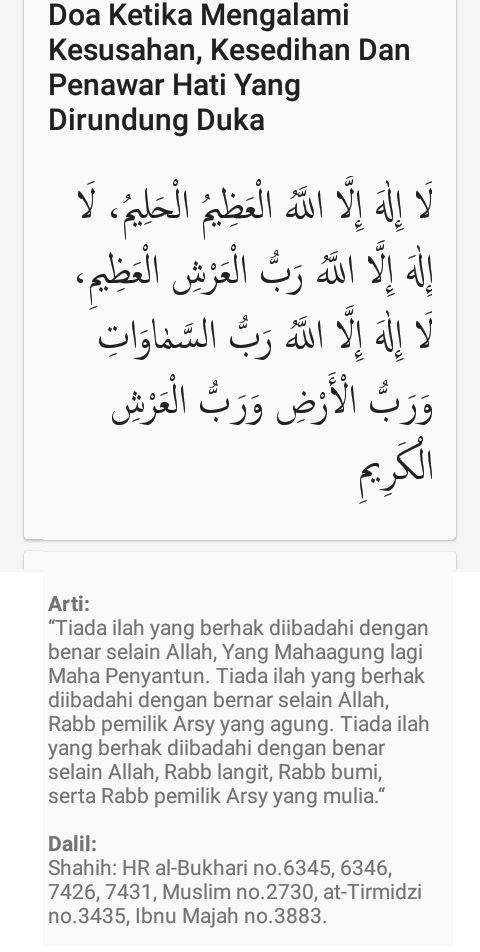 Doa Ketika Mengalami
Kesusahan, Kesedihan Dan
Penawar Hati Yang
Dirundung Duka
لَا إِلٰهَ إِلَّا اللَّهُ الْعَظِيمُ الْحَلِيمُ، لَا
إِلٰهَ إِلَّا اللَّهُ رَبُّ الْعَرْشِ الْعَظِيمِ،
لَا إِلٰهَ إِلَّا اللَّهُ رَبُّ السَّمٰاوَاتِ
وَرَبُّ الْأَرْضِ وَرَبُّ الْعَرْشِ
الْكَرِيمِ
Arti:
“Tiada ilah yang berhak diibadahi dengan
benar selain Allah, Yang Mahaagung lagi
Maha Penyantun. Tiada ilah yang berhak
diibadahi dengan bernar selain Allah,
Rabb pemilik Arsy yang agung. Tiada ilah
yang berhak diibadahi dengan benar
selain Allah, Rabb langit, Rabb bumi,
serta Rabb pemilik Arsy yang mulia.“
Dalil:
Shahih: HR al-Bukhari no.6345, 6346,
7426, 7431, Muslim no.2730, at-Tirmidzi
no.3435, Ibnu Majah no.3883.